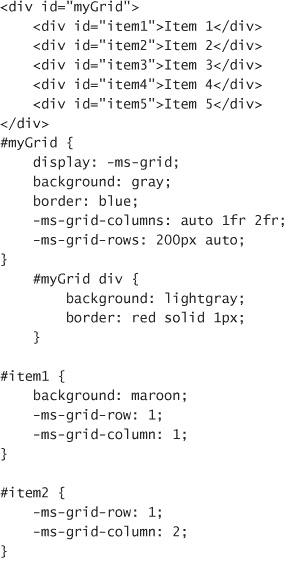 <div id="myGrid">
    <div id="item1">Item 1</div>
    <div id="item2">Item 2</div>
    <div id="item3">Item 3</div>
    <div id="item4">Item 4</div>
    <div id="item5">Item 5</div>
</div>
#myGrid {
    display: -ms-grid;
    background: gray;
    border: blue;
    -ms-grid-columns: auto 1fr 2fr;
    -ms-grid-rows: 200px auto;
}
    #myGrid div {
        background: lightgray;
        border: red solid 1px;
    }

#item1 {
    background: maroon;
    -ms-grid-row: 1;
    -ms-grid-column: 1;
}

#item2 {
    -ms-grid-row: 1;
    -ms-grid-column: 2;
}